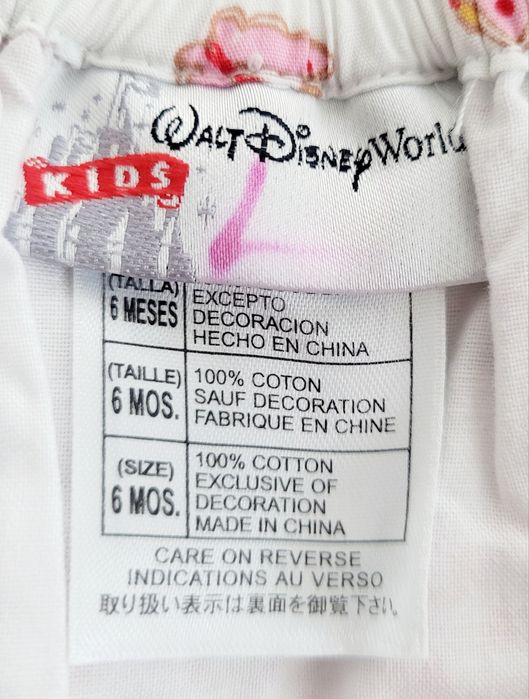 Walt Disney World
KIDS
(TALLA)
6 MESES
EXCEPTO
DECORACION
HECHO EN CHINA
(TAILLE)
6 MOS.
100% COTON
SAUF DECORATION
FABRIQUE EN CHINE
(SIZE)
6 MOS.
100% COTTON
EXCLUSIVE OF
DECORATION
MADE IN CHINA
CARE ON REVERSE
INDICATIONS AU VERSO
取り扱い表示は裏面を御覧下さい。